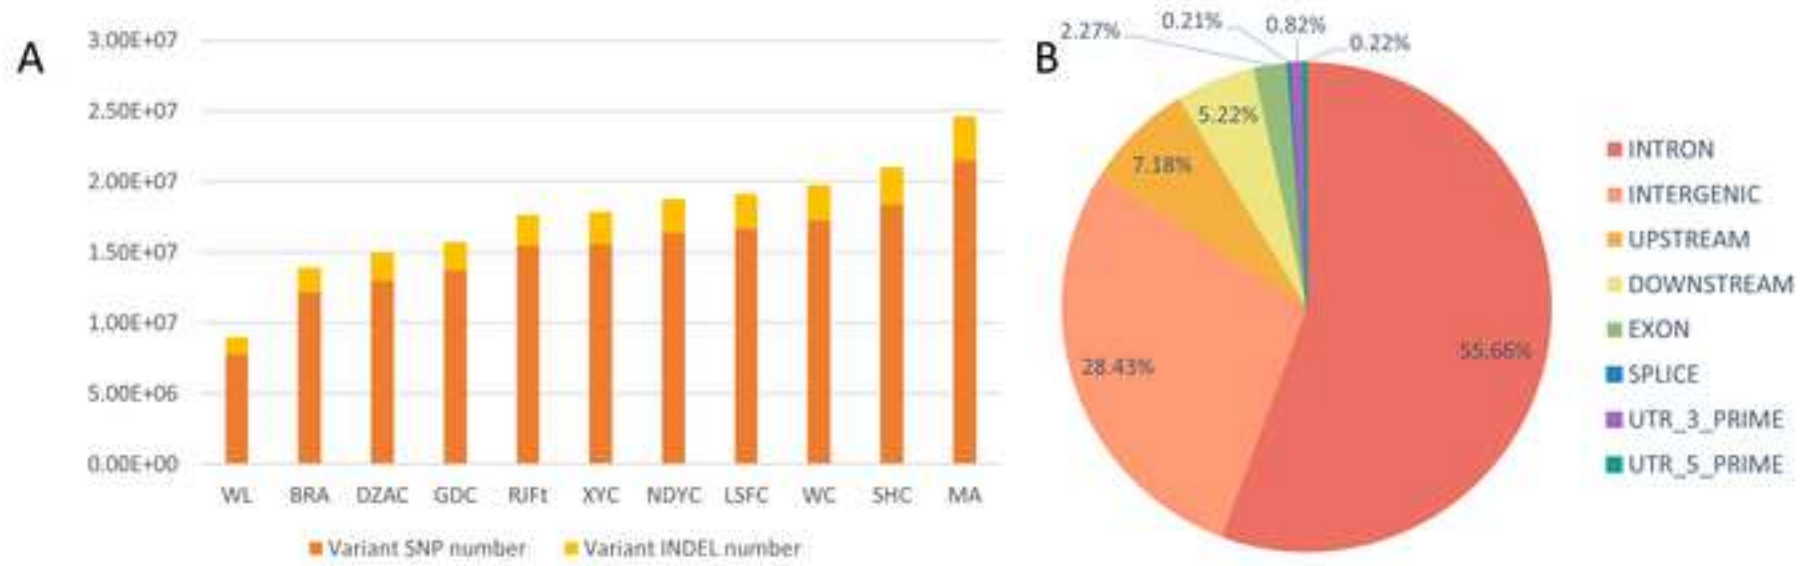 A
3.00E+07
2.50E+07
2.00E+07
1.50E+07
1.00E+07
5.00E+06
0.00E+00
WL BRA DZAC GDC RJFt XYC NDYC LSFC WC SHC MA
Variant SNP number Variant INDEL number
B
2.27% 0.21% 0.82% 0.22%
5.22%
7.18%
28.43%
55.66%
INTRON
INTERGENIC
UPSTREAM
DOWNSTREAM
EXON
SPLICE
UTR_3_PRIME
UTR_5_PRIME